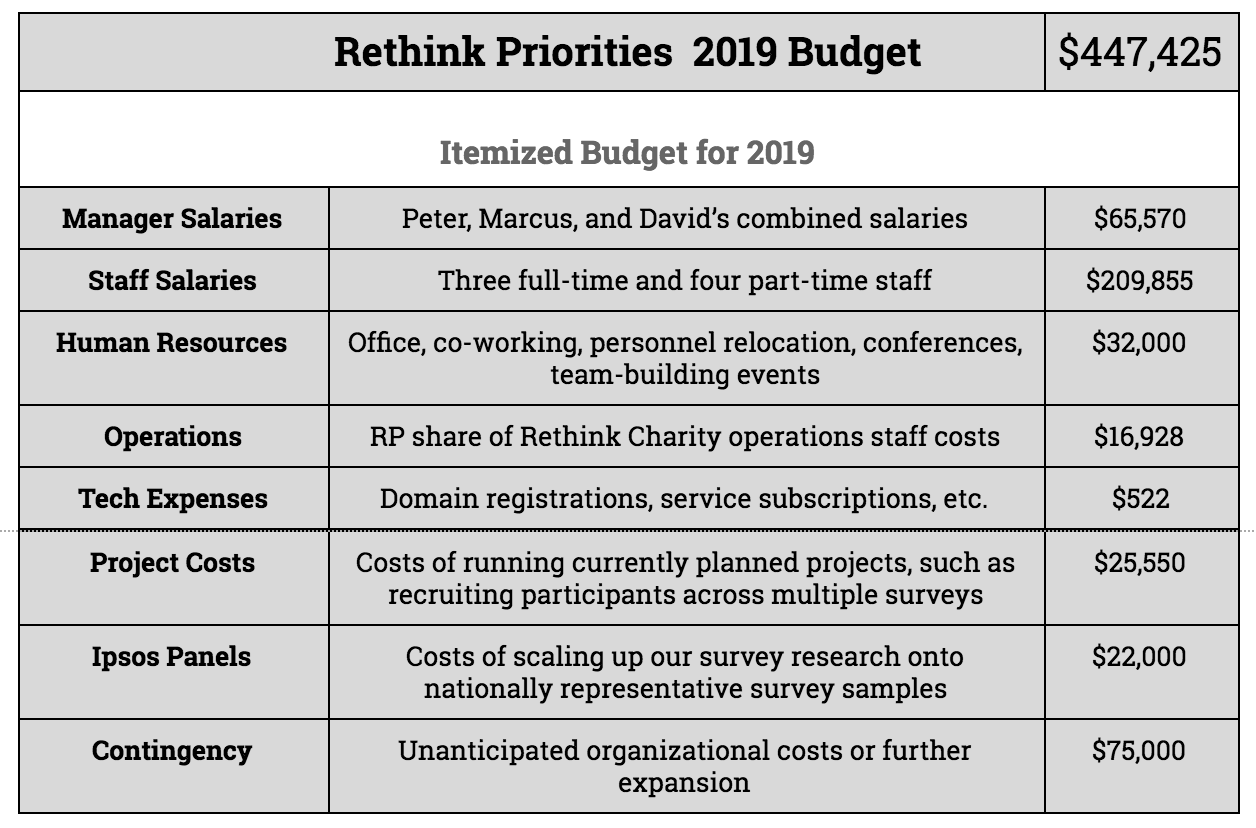 Rethink Priorities  2019 Budget $447,425
Itemized Budget for 2019
Manager Salaries Peter, Marcus, and David’s combined salaries $65,570
Staff Salaries Three full-time and four part-time staff $209,855
Human Resources Office, co-working, personnel relocation, conferences, $32,000
team-building events
Operations RP share of Rethink Charity operations staff costs $16,928
Tech Expenses Domain registrations, service subscriptions, etc. $522
Project Costs Costs of running currently planned projects, such as $25,550
recruiting participants across multiple surveys
Ipsos Panels Costs of scaling up our survey research onto $22,000
nationally representative survey samples
Contingency Unanticipated organizational costs or further $75,000
expansion